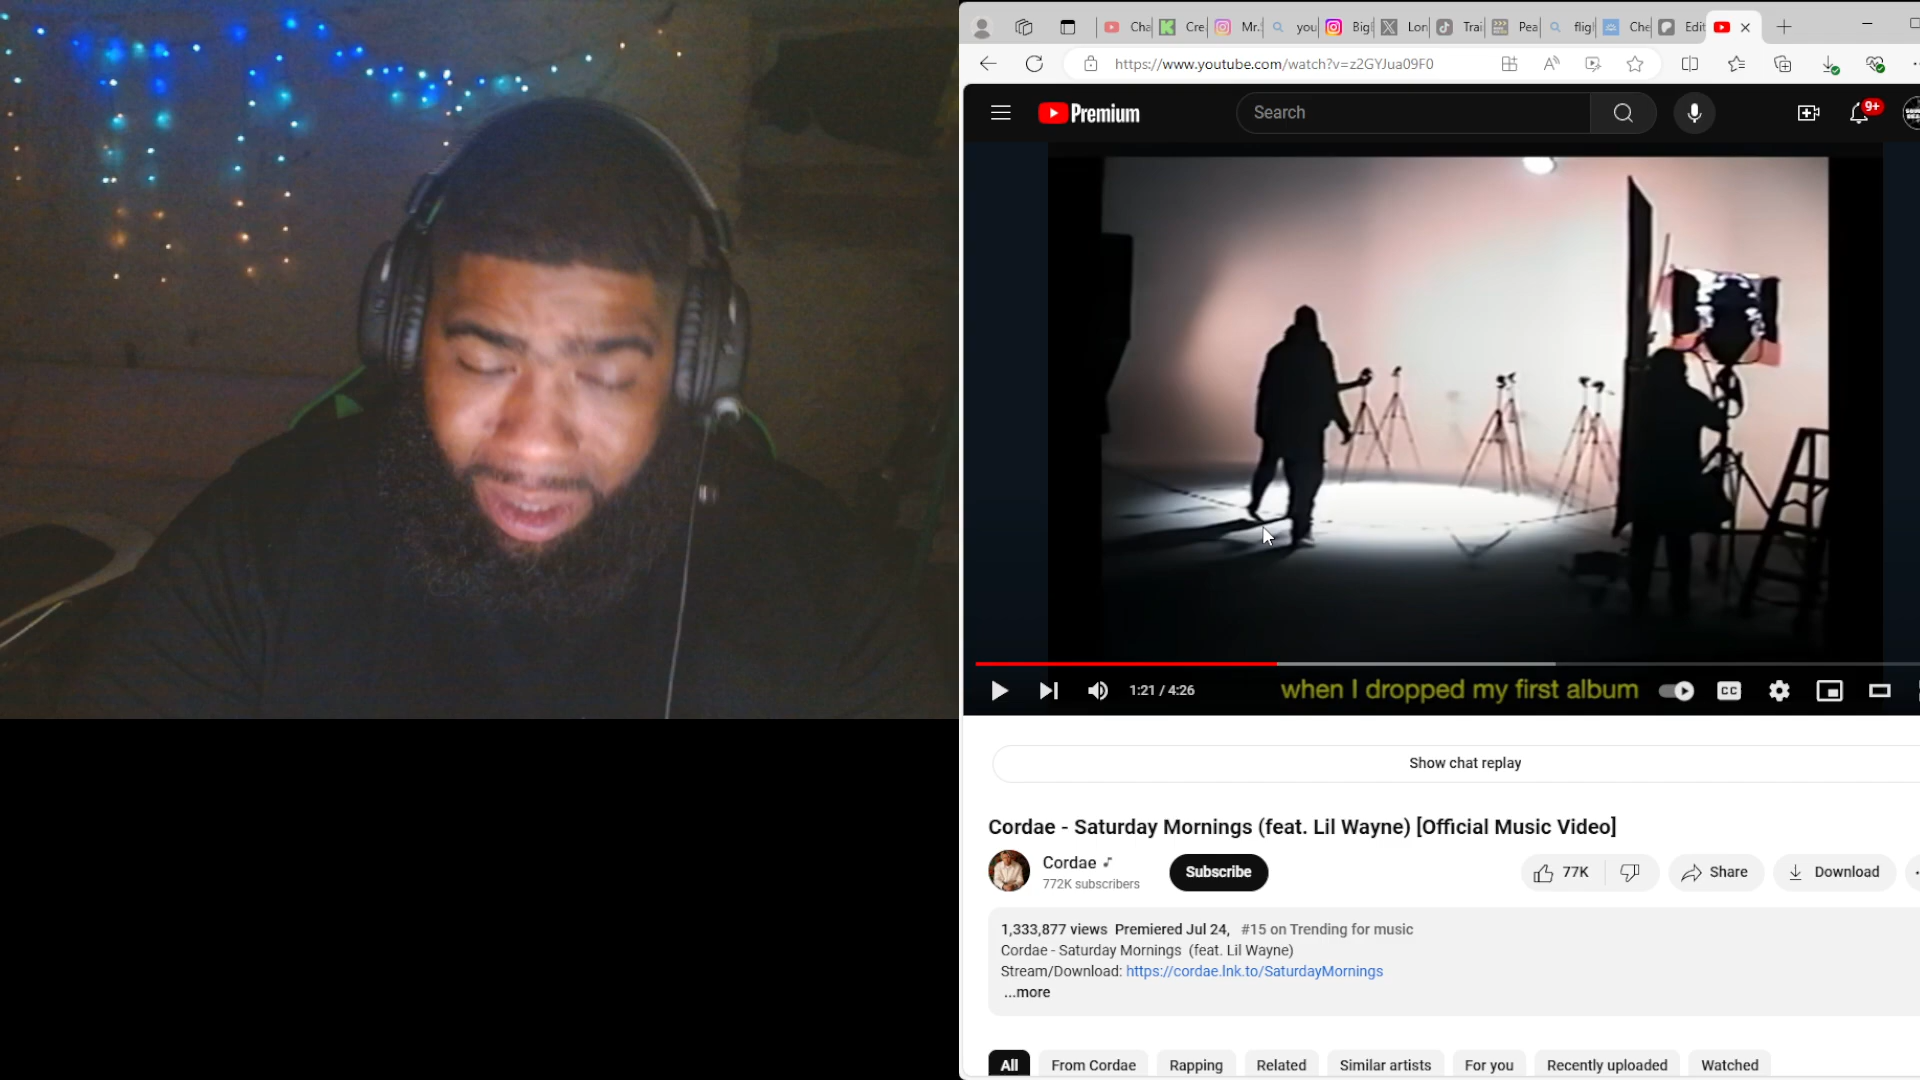 Cha
Cre
Mr.
you
Big
Lon
Trai
Pea
flig
Che
Edit
https://www.youtube.com/watch?v=z2GYJua09F0
Premium
Search
9+
1:21 / 4:26
when I dropped my first album
CC
Show chat replay
Cordae - Saturday Mornings (feat. Lil Wayne) [Official Music Video]
Cordae
772K subscribers
Subscribe
77K
Share
Download
1,333,877 views Premiered Jul 24, #15 on Trending for music
Cordae - Saturday Mornings (feat. Lil Wayne)
Stream/Download: https://cordae.lnk.to/SaturdayMornings
...more
All
From Cordae
Rapping
Related
Similar artists
For you
Recently uploaded
Watched